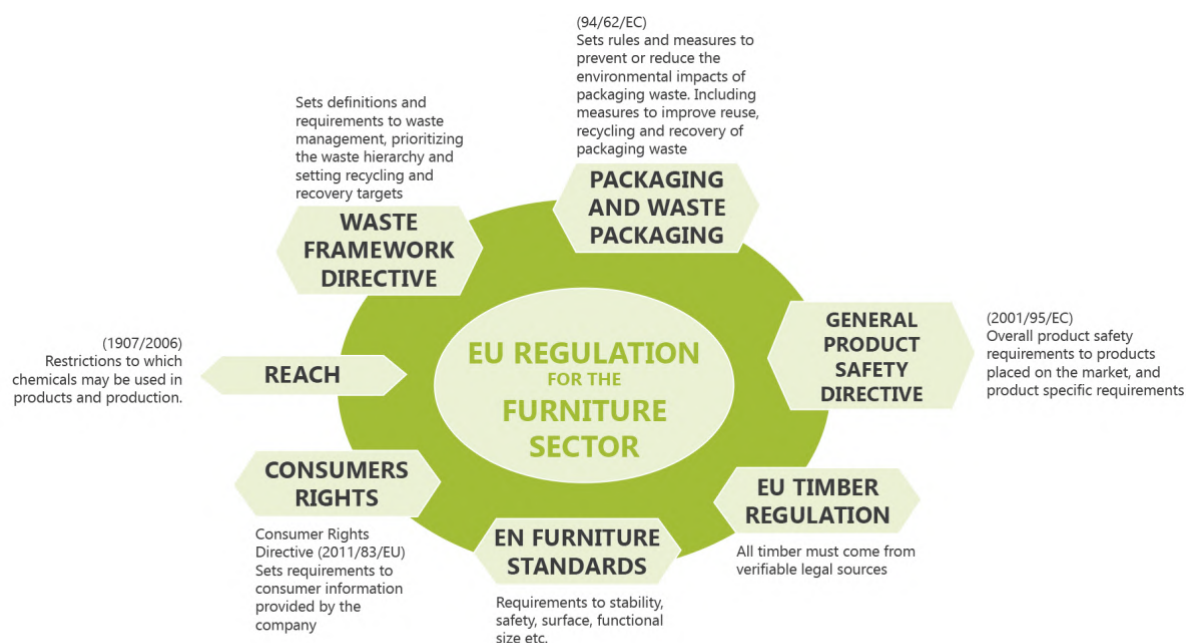 (94/62/EC)
Sets rules and measures to
prevent or reduce the
environmental impacts of
packaging waste. Including
measures to improve reuse,
recycling and recovery of
packaging waste
PACKAGING
AND WASTE
PACKAGING
Sets definitions and
requirements to waste
management, prioritizing
the waste hierarchy and
setting recycling and
recovery targets
WASTE
FRAMEWORK
DIRECTIVE
(2001/95/EC)
Overall product safety
requirements to products
placed on the market, and
product specific requirements
GENERAL
PRODUCT
SAFETY
DIRECTIVE
(1907/2006)
Restrictions to which
chemicals may be used in
products and production.
REACH
EU REGULATION
FOR THE
FURNITURE
SECTOR
CONSUMERS
RIGHTS
Consumer Rights
Directive (2011/83/EU)
Sets requirements to
consumer information
provided by the
company
EN FURNITURE
STANDARDS
Requirements to stability,
safety, surface, functional
size etc.
EU TIMBER
REGULATION
All timber must come from
verifiable legal sources